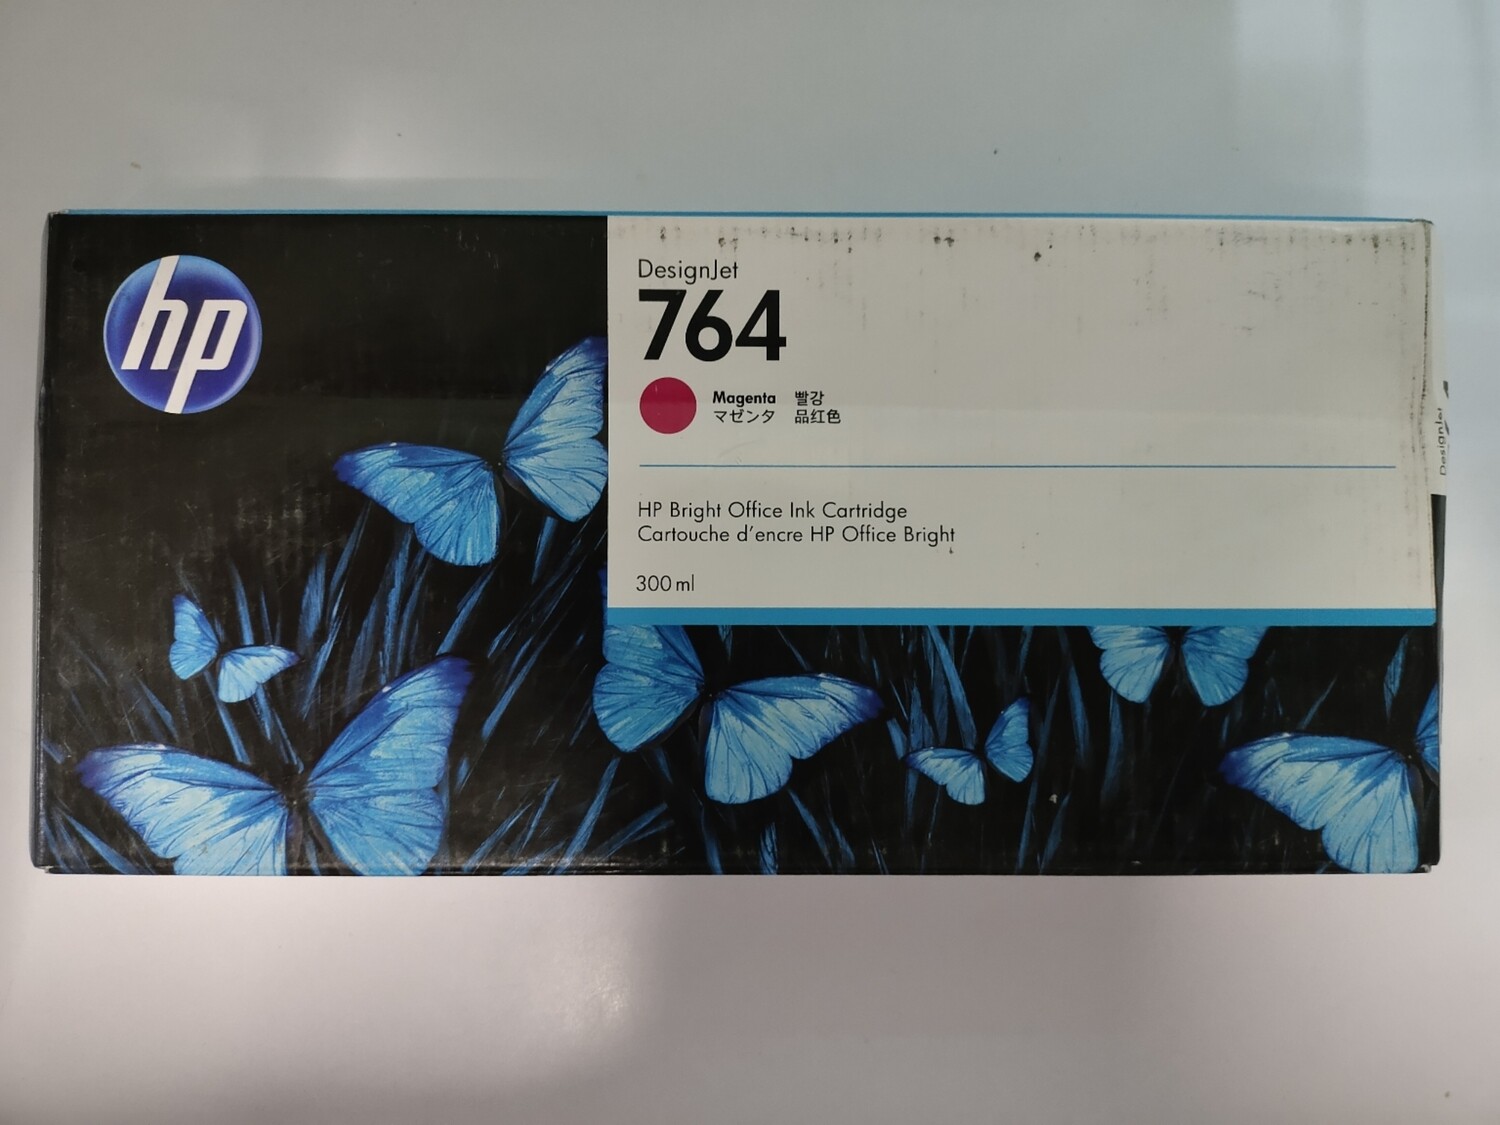 hp
DesignJet
764
Magenta 빨강
マゼンタ 品红色
HP Bright Office Ink Cartridge
Cartouche d'encre HP Office Bright
300 ml
DesignJet